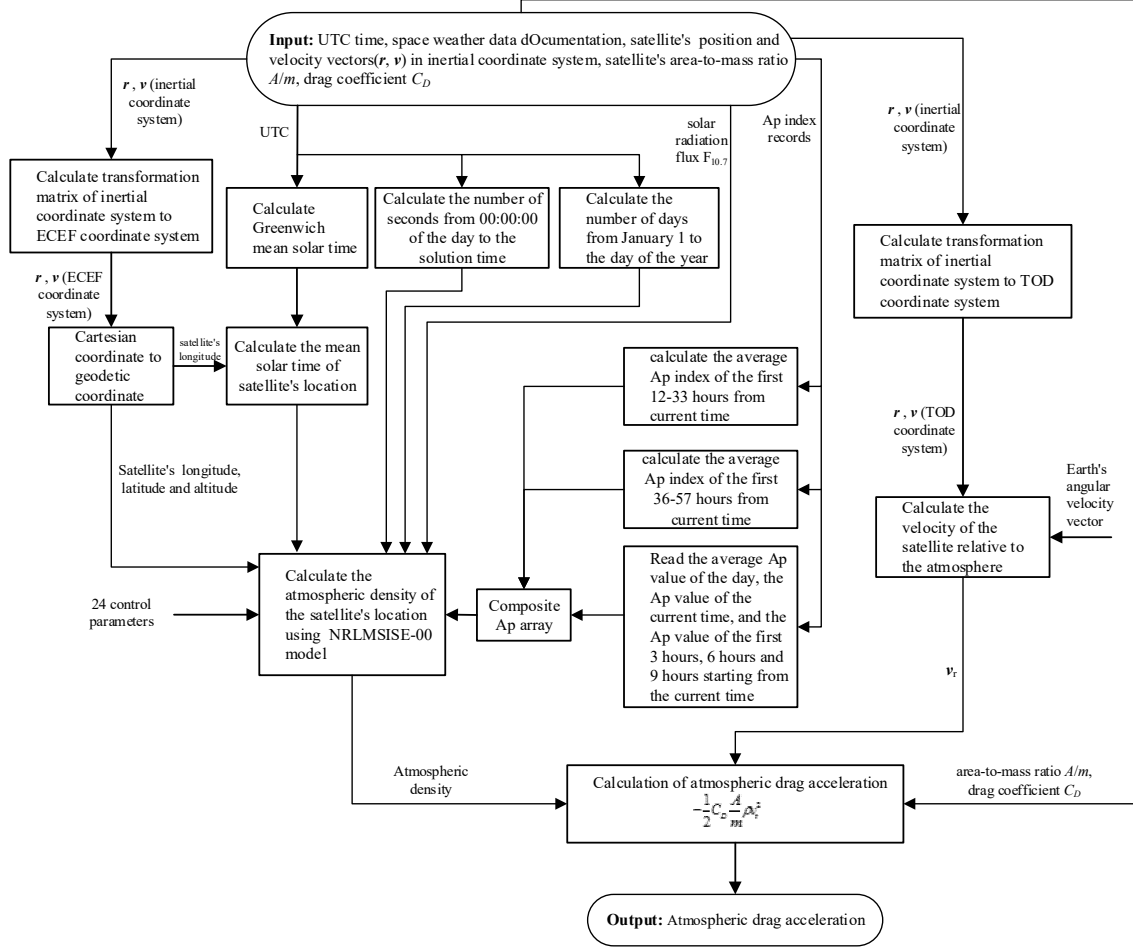 Input: UTC time, space weather data dOcumentation, satellite's position and
velocity vectors(r, v) in inertial coordinate system, satellite's area-to-mass ratio
A/m, drag coefficient C_D
r , v (inertial
coordinate
system)
UTC
solar
radiation
flux F10.7
Ap index
records
r , v (inertial
coordinate
system)
Calculate transformation
matrix of inertial
coordinate system to
ECEF coordinate system
Calculate
Greenwich
mean solar time
Calculate the number of
seconds from 00:00:00
of the day to the
solution time
Calculate the
number of days
from January 1 to
the day of the year
Calculate transformation
matrix of inertial
coordinate system to TOD
coordinate system
r , v (ECEF
coordinate
system)
Cartesian
coordinate to
geodetic
coordinate
satellite's
longitude
Calculate the mean
solar time of
satellite's location
calculate the average
Ap index of the first
12-33 hours from
current time
r , v (TOD
coordinate
system)
Satellite's longitude,
latitude and altitude
calculate the average
Ap index of the first
36-57 hours from
current time
Earth's
angular
velocity
vector
Calculate the
velocity of the
satellite relative to
the atmosphere
24 control
parameters
Calculate the
atmospheric density of
the satellite's location
using NRLMSISE-00
model
Composite
Ap array
Read the average Ap
value of the day, the
Ap value of the
current time, and the
Ap value of the first
3 hours, 6 hours and
9 hours starting from
the current time
v_r
Atmospheric
density
Calculation of atmospheric drag acceleration
-1/2 C_D A/m ρv_r^2
area-to-mass ratio A/m,
drag coefficient C_D
Output: Atmospheric drag acceleration